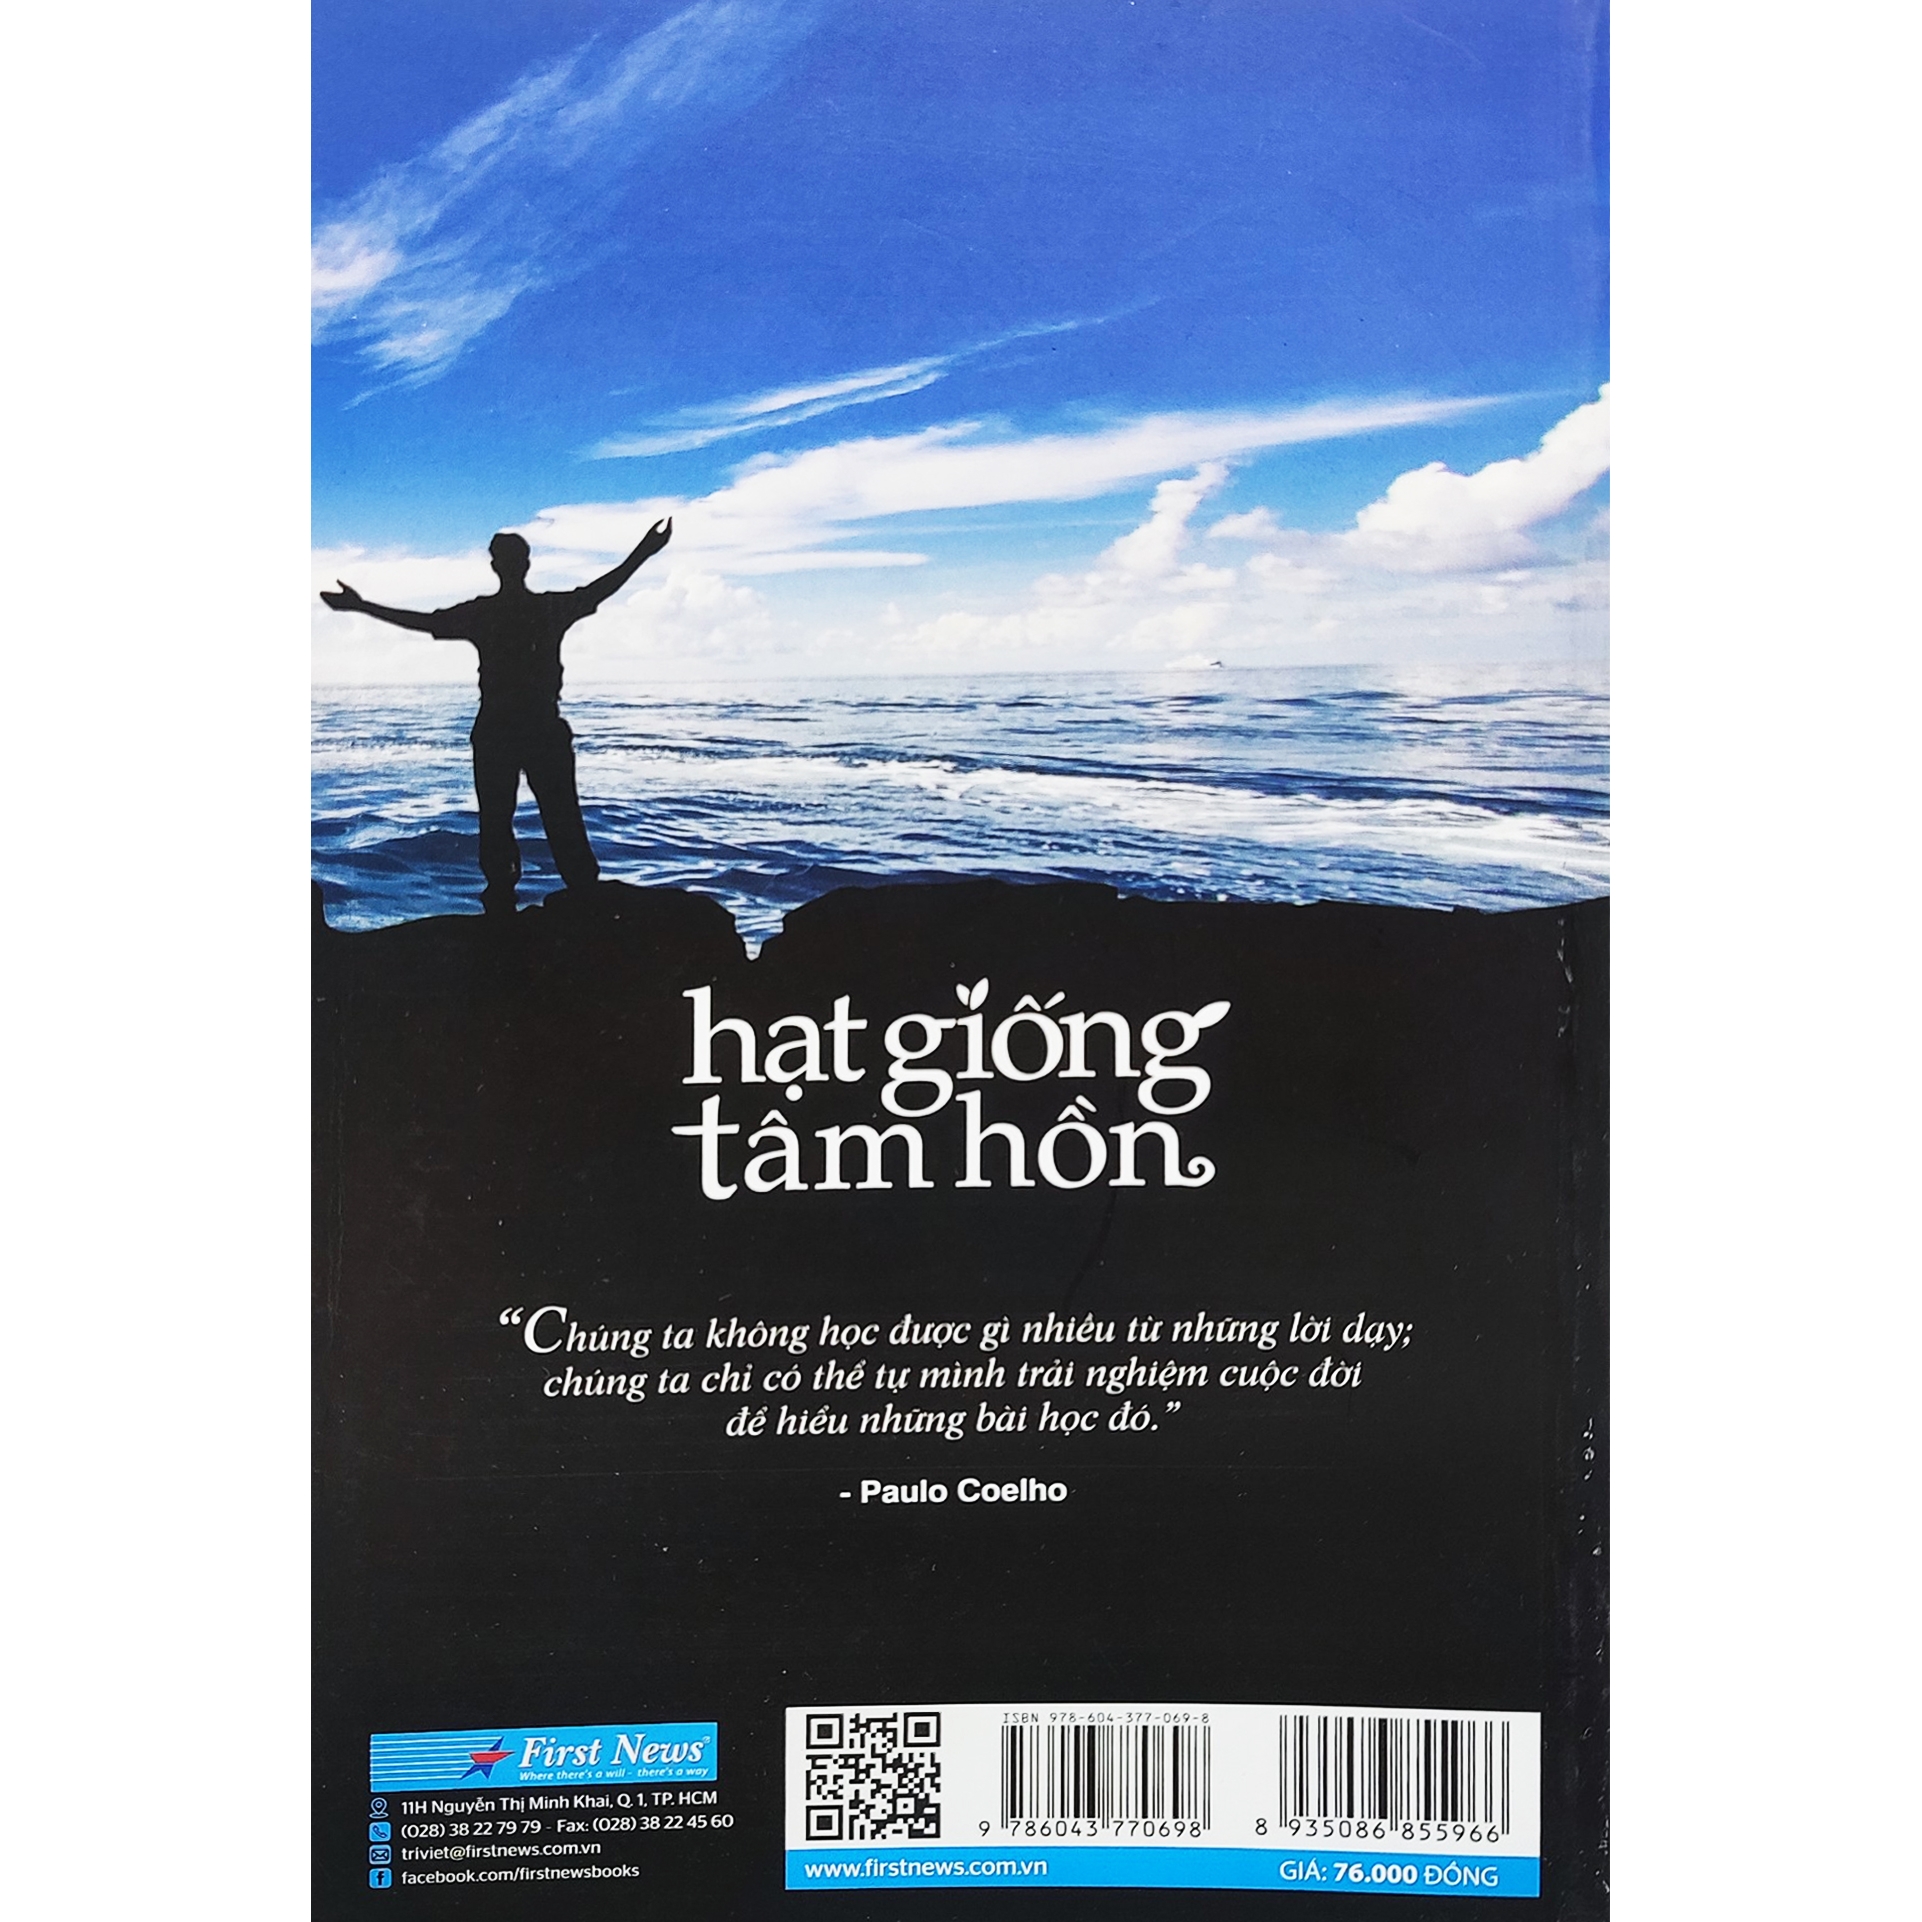 hạt giống
tâm hồn
“Chúng ta không học được gì nhiều từ những lời dạy;
chúng ta chỉ có thể tự mình trải nghiệm cuộc đời
để hiểu những bài học đó.”
- Paulo Coelho
First News®
Where there's a will - there's a way
11H Nguyễn Thị Minh Khai, Q. 1, TP. HCM
(028) 38 22 79 79 - Fax: (028) 38 22 45 60
triviet@firstnews.com.vn
facebook.com/firstnewsbooks
ISBN 978-604-377-069-8
9 786043 770698
8 935086 855966
www.firstnews.com.vn
GIÁ: 76.000 ĐỒNG